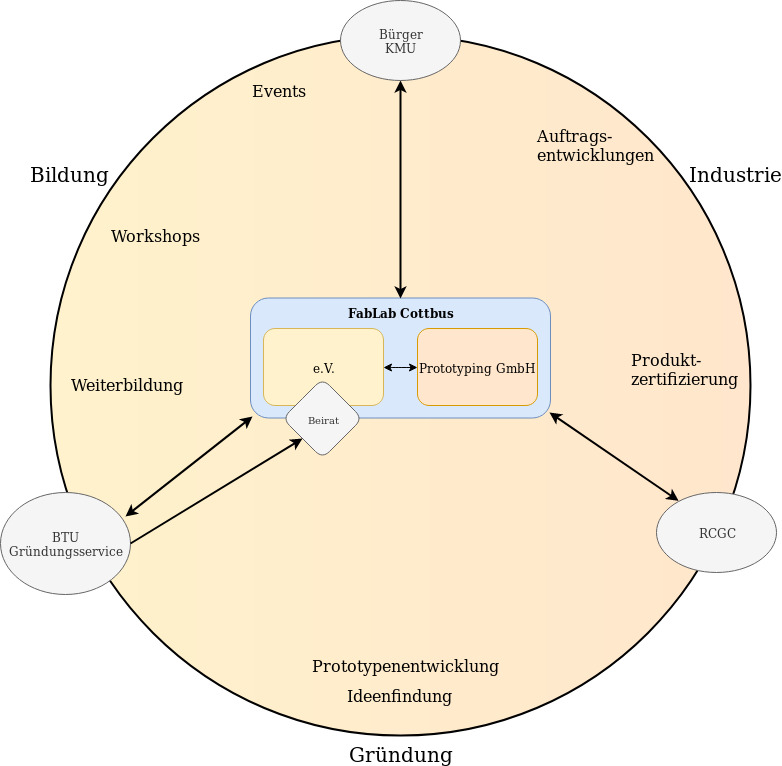 Bürger
KMU
Events
Auftrags-
entwicklungen
Bildung
Industrie
Workshops
FabLab Cottbus
e.V.
Prototyping GmbH
Produkt-
zertifizierung
Weiterbildung
Beirat
BTU
Gründungsservice
RCGC
Prototypenentwicklung
Ideenfindung
Gründung